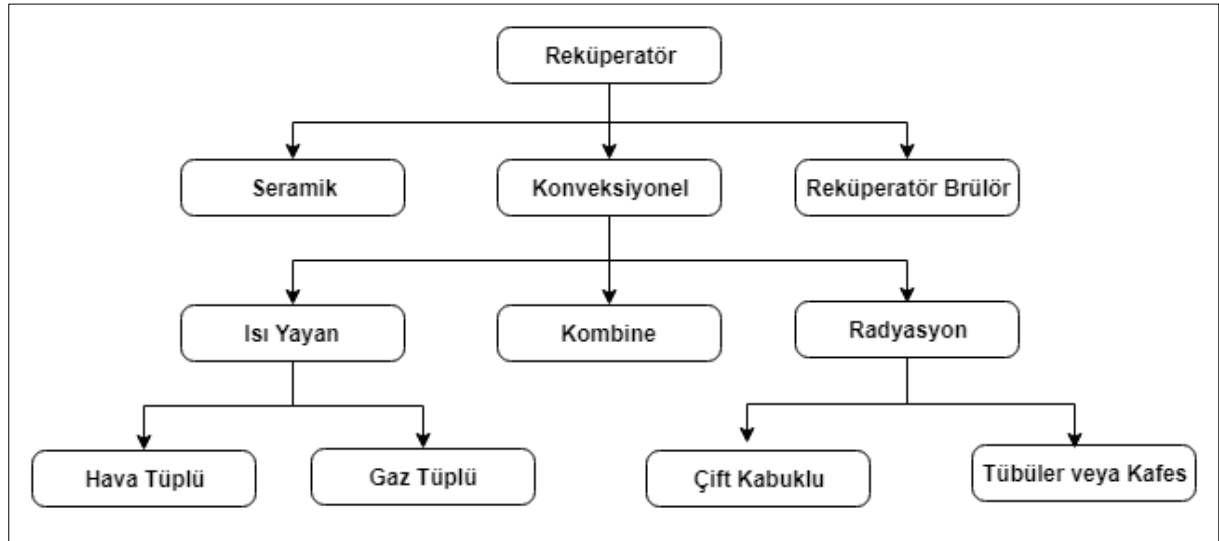 Reküperatör
Seramik
Konveksiyonel
Reküperatör Brülör
Isı Yayan
Kombine
Radyasyon
Hava Tüplü
Gaz Tüplü
Çift Kabuklu
Tübüler veya Kafes